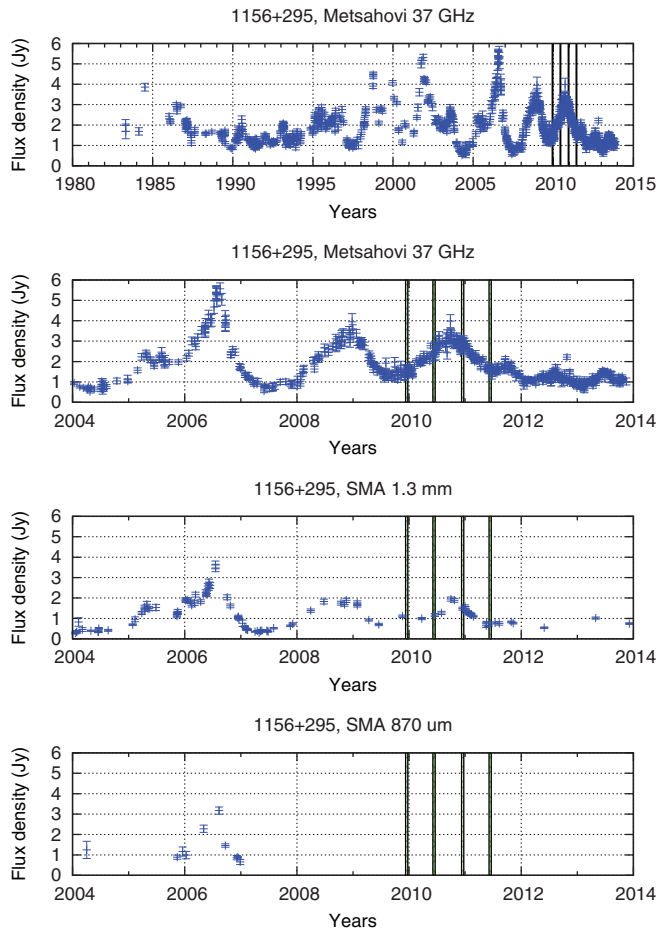 1156+295, Metsahovi 37 GHz
Flux density (Jy)
6
5
4
3
2
1
0
1980 1985 1990 1995 2000 2005 2010 2015
Years
1156+295, Metsahovi 37 GHz
Flux density (Jy)
6
5
4
3
2
1
0
2004 2006 2008 2010 2012 2014
Years
1156+295, SMA 1.3 mm
Flux density (Jy)
6
5
4
3
2
1
0
2004 2006 2008 2010 2012 2014
Years
1156+295, SMA 870 um
Flux density (Jy)
6
5
4
3
2
1
0
2004 2006 2008 2010 2012 2014
Years